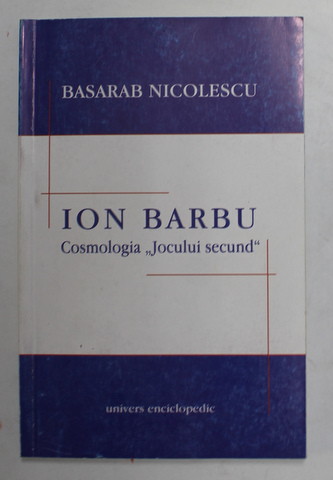 BASARAB NICOLESCU
ION BARBU
Cosmologia „Jocului secund“
univers enciclopedic